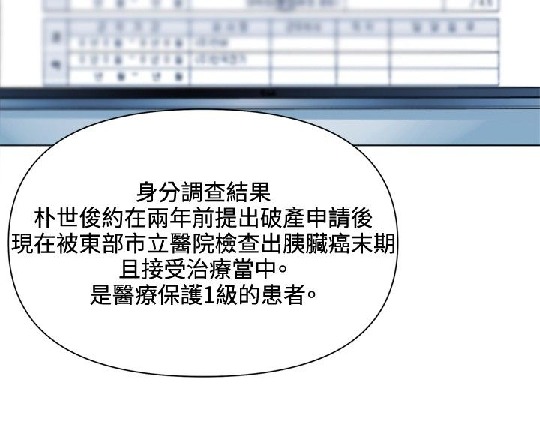 身分調查結果
朴世俊約在兩年前提出破產申請後
現在被東部市立醫院檢查出胰臟癌末期
且接受治療當中。
是醫療保護1級的患者。